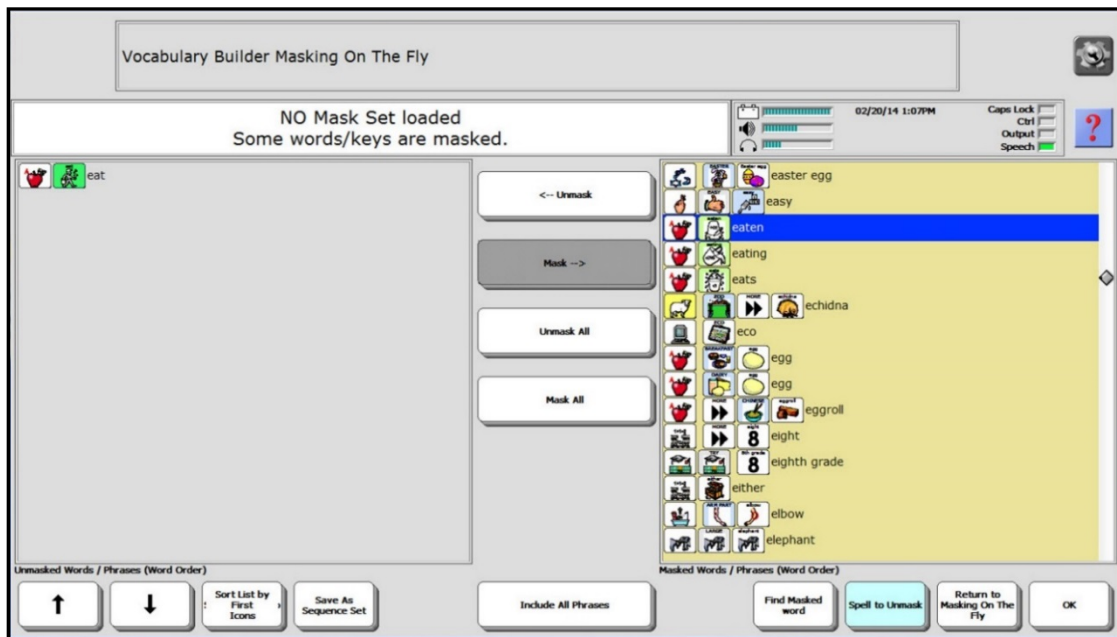 Vocabulary Builder Masking On The Fly
NO Mask Set loaded
Some words/keys are masked.
02/20/14 1:07PM
Caps Lock
Ctrl
Output
Speech
?
eat
<-- Unmask
Mask -->
Unmask All
Mask All
easter egg
easy
eaten
eating
eats
echidna
eco
egg
egg
eggroll
eight
eighth grade
either
elbow
elephant
Unmasked Words / Phrases (Word Order)
Masked Words / Phrases (Word Order)
Sort List by
First
Icons
Save As
Sequence Set
Include All Phrases
Find Masked
word
Spell to Unmask
Return to
Masking On The
Fly
OK